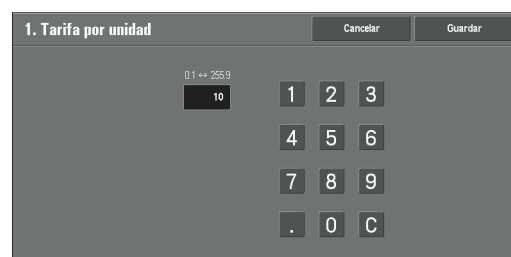 1. Tarifa por unidad
Cancelar
Guardar
0.1 ↔ 255.9
10
1 2 3
4 5 6
7 8 9
. 0 C